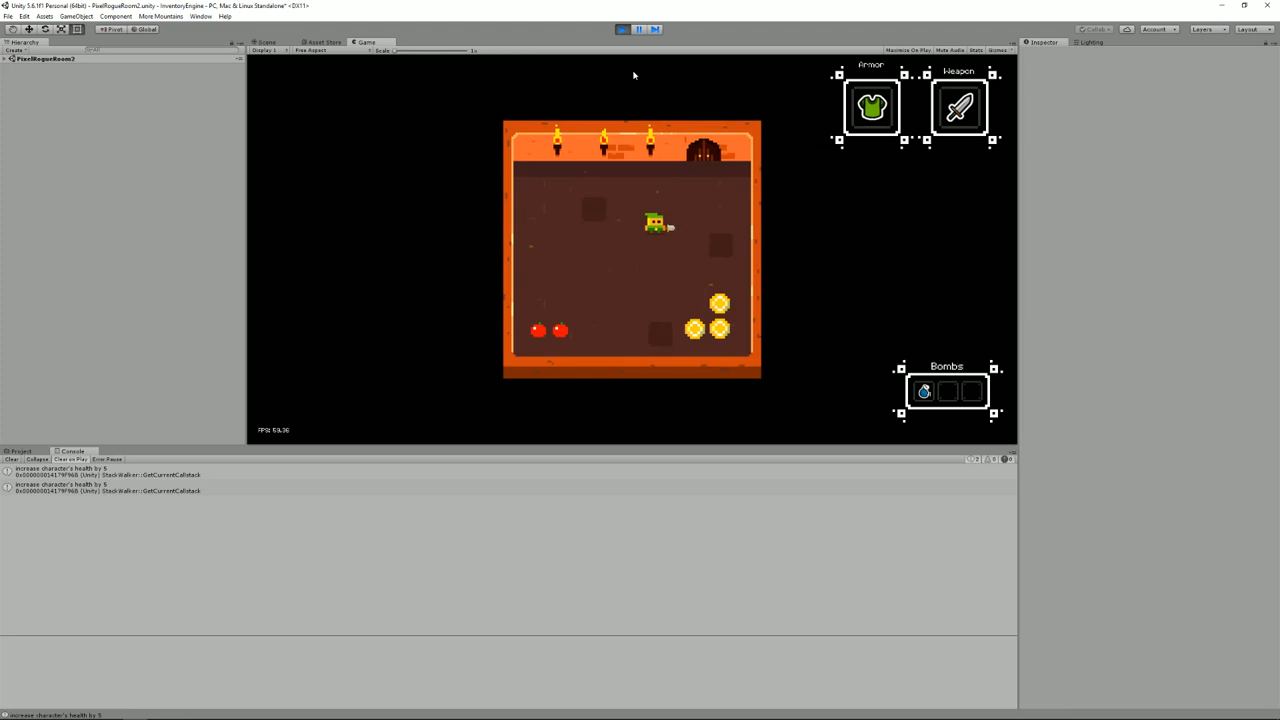 Unity 5.6.1f1 Personal (64bit) - PixelRogueRoom2.unity - InventoryEngine - PC, Mac & Linux Standalone* <DX11>
File Edit Assets GameObject Component More Mountains Window Help
Pivot Global
Collab Account Layers Layout
Hierarchy
Scene Asset Store Game
Inspector Lighting
Create
Display 1 Free Aspect Scale 1x
Maximize On Play Mute Audio Stats Gizmos
PixelRogueRoom2
Armor
Weapon
Bombs
FPS: 59.36
Project Console
Clear Collapse Clear on Play Error Pause
increase character's health by 5
0x000000014179F968 (Unity) StackWalker::GetCurrentCallstack
increase character's health by 5
0x000000014179F968 (Unity) StackWalker::GetCurrentCallstack
increase character's health by 5